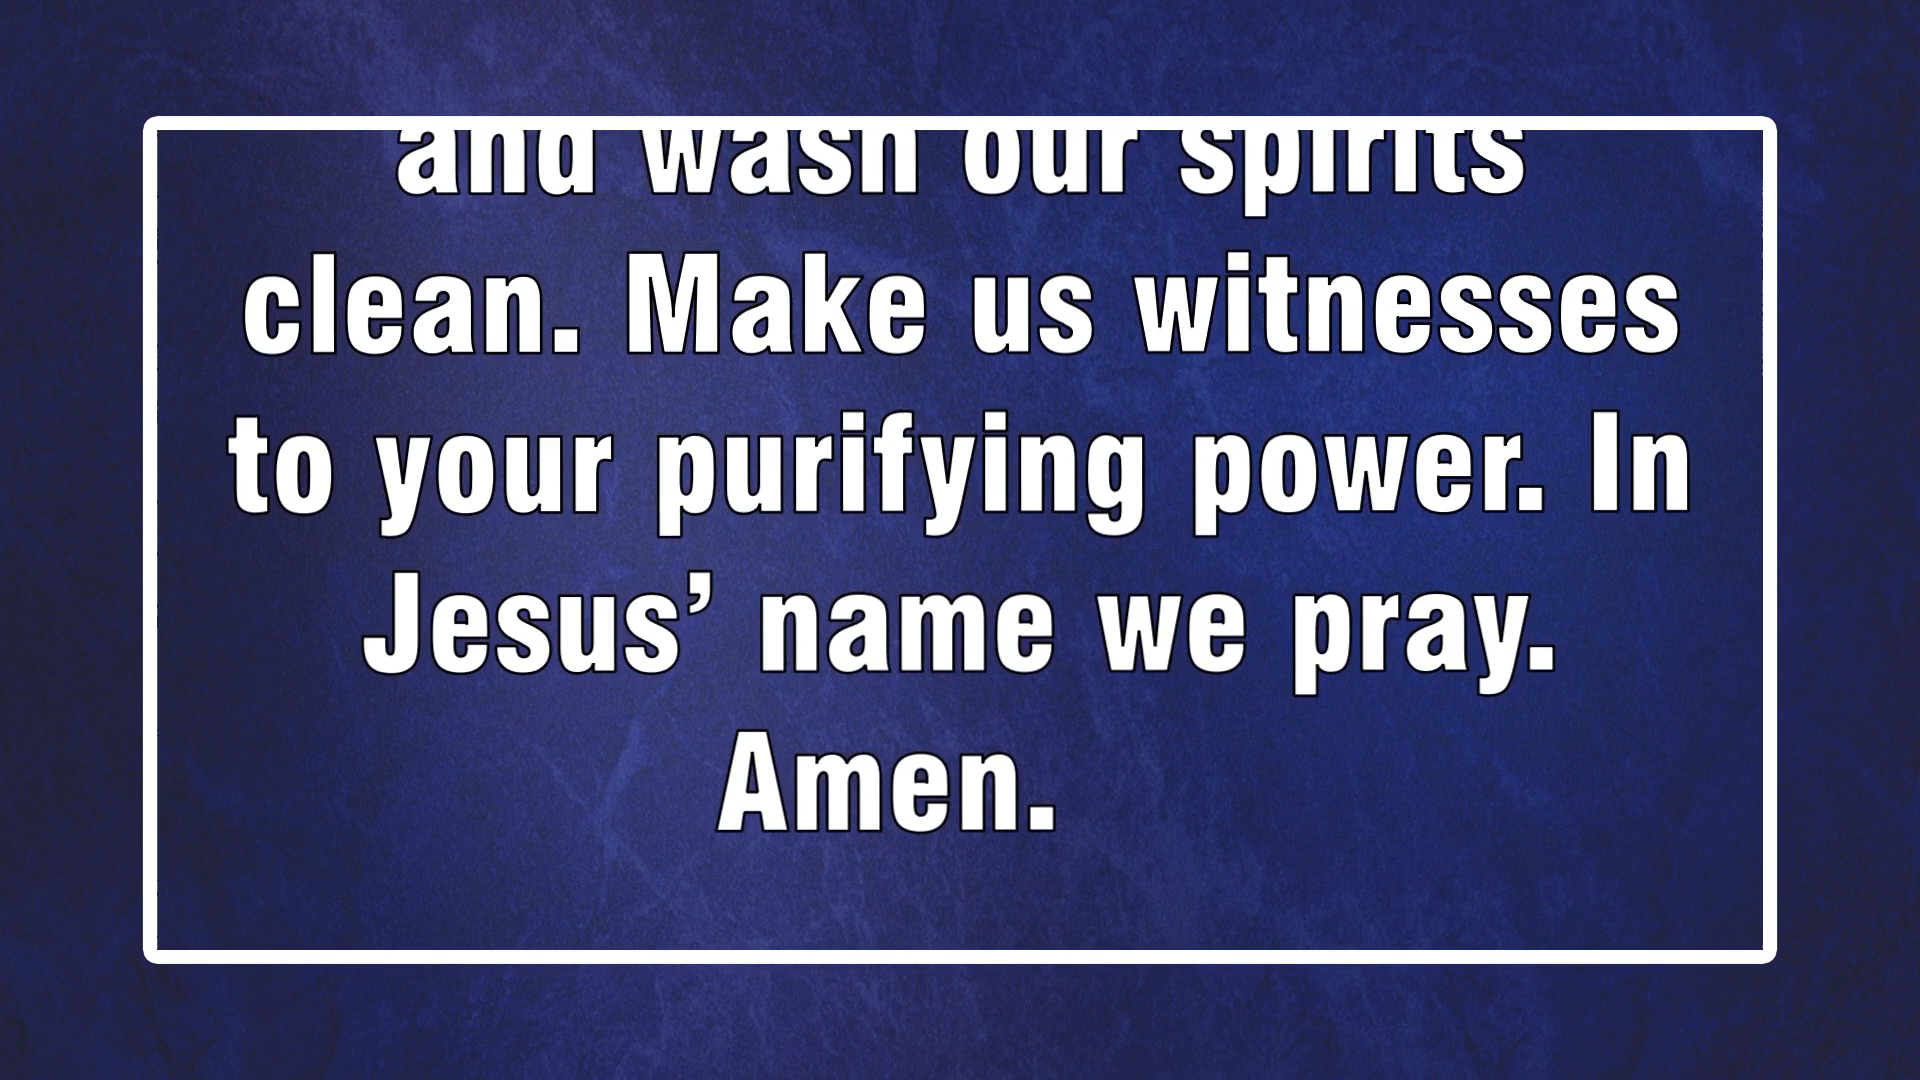 and wash our spirits
clean. Make us witnesses
to your purifying power. In
Jesus’ name we pray.
Amen.